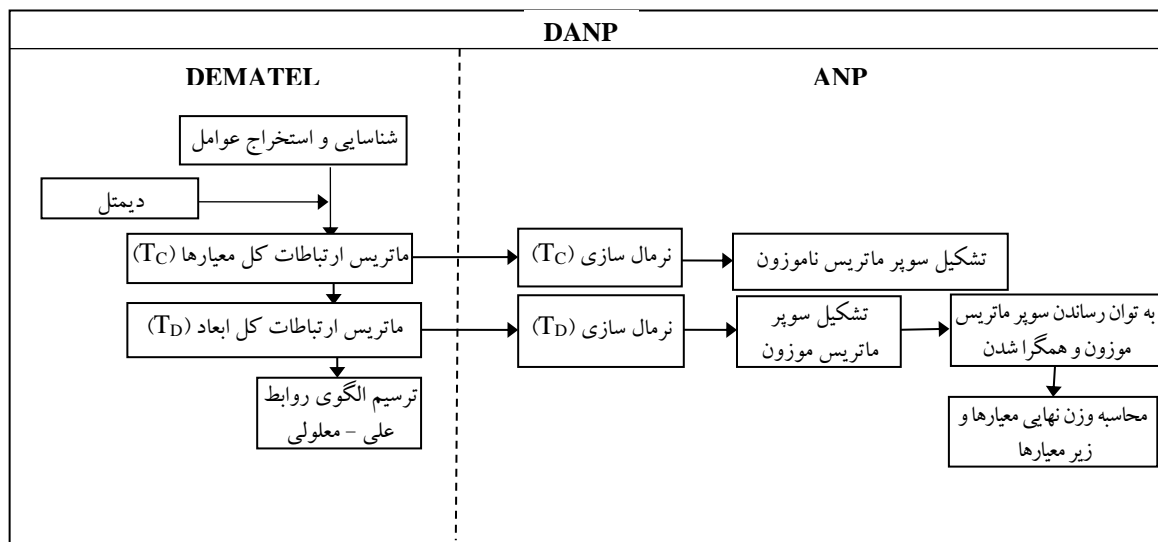 DANP
DEMATEL
ANP
شناسایی و استخراج عوامل
دیمتل
ماتریس ارتباطات کل معیارها (TC)
نرمال سازی (TC)
تشکیل سوپر ماتریس ناموزون
ماتریس ارتباطات کل ابعاد (TD)
نرمال سازی (TD)
تشکیل سوپر
ماتریس موزون
به توان رساندن سوپر ماتریس
موزون و همگرا شدن
ترسیم الگوی روابط
علی – معلولی
محاسبه وزن نهایی معیارها و
زیر معیارها